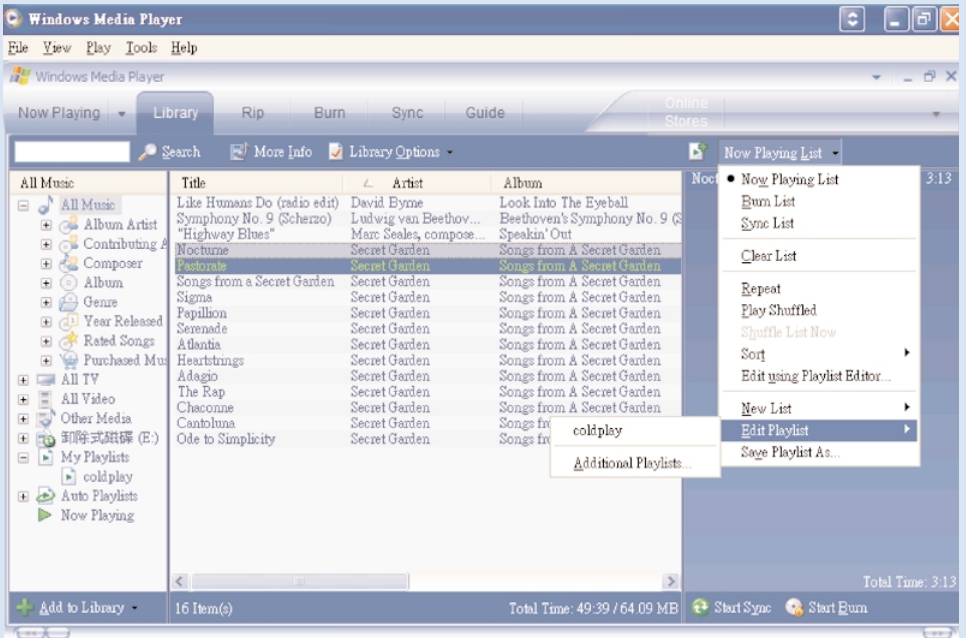 Windows Media Player
File View Play Tools Help
Windows Media Player
Now Playing Library Rip Burn Sync Guide Online Stores
Search More Info Library Options Now Playing List
All Music Title Artist Album
All Music
Album Artist
Contributing A
Composer
Album
Genre
Year Released
Rated Songs
Purchased Mus
All TV
All Video
Other Media
卸除式磁碟 (E:)
My Playlists
coldplay
Auto Playlists
Now Playing
Like Humans Do (radio edit) David Byrne Look Into The Eyeball
Symphony No. 9 (Scherzo) Ludwig van Beethov... Beethoven's Symphony No. 9 (S
"Highway Blues" Marc Seales, compose... Speakin' Out
Nocturne Secret Garden Songs from A Secret Garden
Pastorale Secret Garden Songs from A Secret Garden
Songs from a Secret Garden Secret Garden Songs from A Secret Garden
Sigma Secret Garden Songs from A Secret Garden
Papillion Secret Garden Songs from A Secret Garden
Serenade Secret Garden Songs from A Secret Garden
Atlantia Secret Garden Songs from A Secret Garden
Heartstrings Secret Garden Songs from A Secret Garden
Adagio Secret Garden Songs from A Secret Garden
The Rap Secret Garden Songs from A Secret Garden
Chaconne Secret Garden Songs from A Secret Garden
Cantoluna Secret Garden Songs fr
Ode to Simplicity Secret Garden Songs fr
Noct 3:13
Now Playing List
Burn List
Sync List
Clear List
Repeat
Play Shuffled
Shuffle List Now
Sort
Edit using Playlist Editor...
New List
Edit Playlist
Save Playlist As...
coldplay
Additional Playlists...
Total Time: 3:13
Add to Library 16 Item(s) Total Time: 49:39 / 64.09 MB Start Sync Start Burn